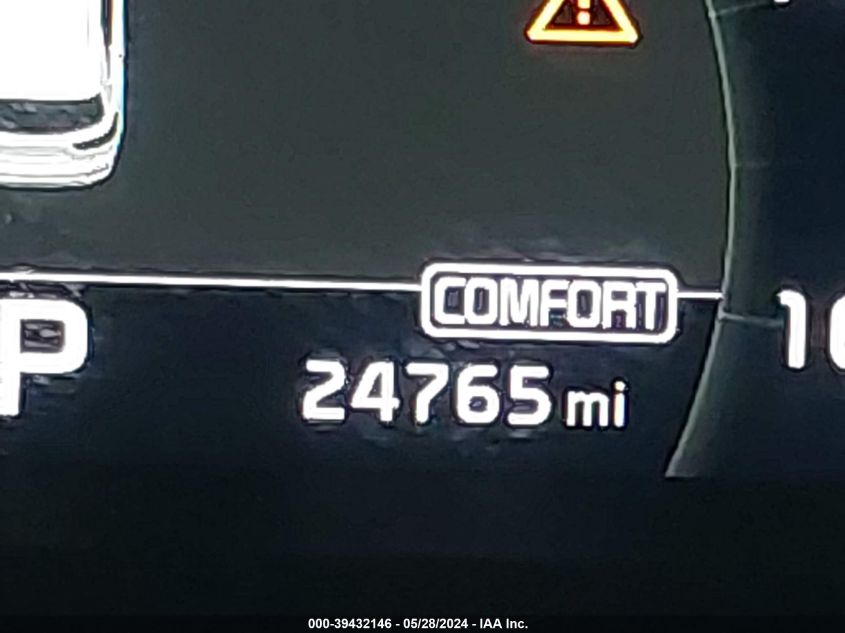 COMFORT
P
24765 mi
000-39432146 - 05/28/2024 - IAA Inc.